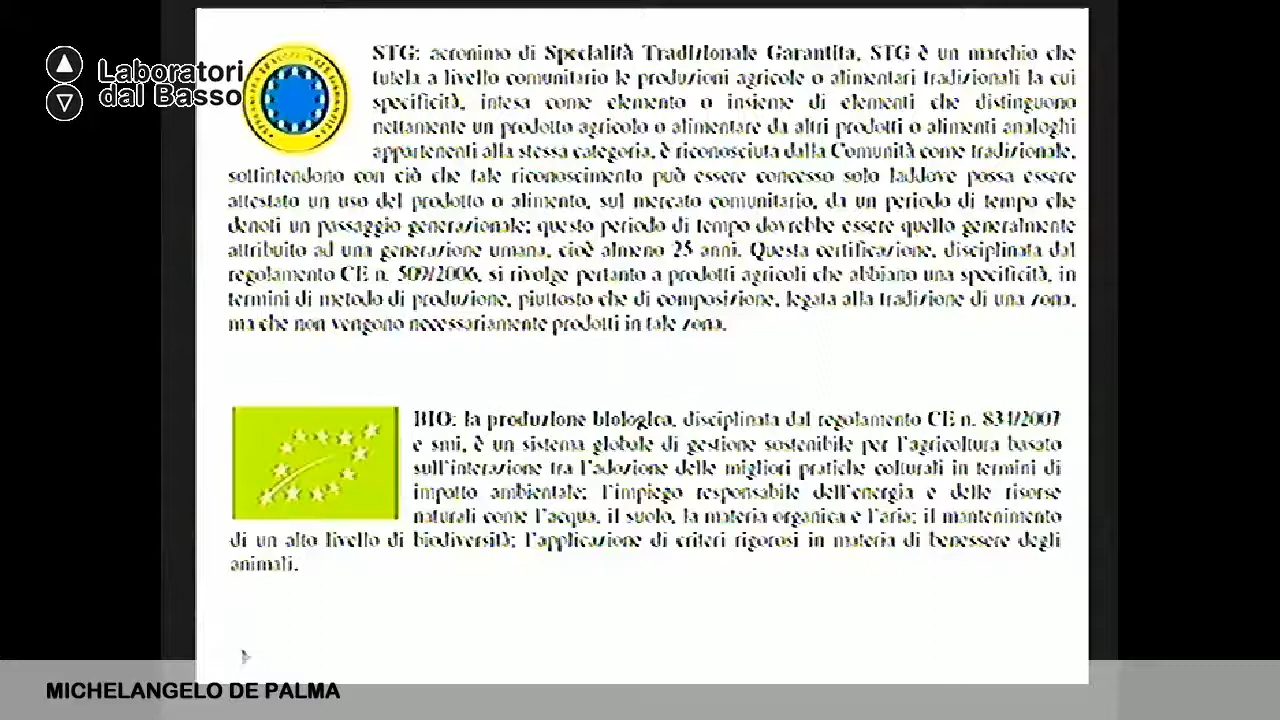 Laboratori
dal Basso
STG: acronimo di Specialità Tradizionale Garantita, STG è un marchio che
tutela a livello comunitario le produzioni agricole o alimentari tradizionali la cui
specificità, intesa come elemento o insieme di elementi che distinguono
nettamente un prodotto agricolo o alimentare da altri prodotti o alimenti analoghi
appartenenti alla stessa categoria, è riconosciuta dalla Comunità come tradizionale,
sottintendono con ciò che tale riconoscimento può essere concesso solo laddove possa essere
attestato un uso del prodotto o alimento, sul mercato comunitario, da un periodo di tempo che
denoti un passaggio generazionale; questo periodo di tempo dovrebbe essere quello generalmente
attribuito ad una generazione umana, cioè almeno 25 anni. Questa certificazione, disciplinata dal
regolamento CE n. 509/2006, si rivolge pertanto a prodotti agricoli che abbiano una specificità, in
termini di metodo di produzione, piuttosto che di composizione, legata alla tradizione di una zona,
ma che non vengono necessariamente prodotti in tale zona.
BIO: la produzione biologica, disciplinata dal regolamento CE n. 834/2007
e smi, è un sistema globale di gestione sostenibile per l'agricoltura basato
sull'interazione tra l'adozione delle migliori pratiche colturali in termini di
impatto ambientale; l'impiego responsabile dell'energia e delle risorse
naturali come l'acqua, il suolo, la materia organica e l'aria; il mantenimento
di un alto livello di biodiversità; l'applicazione di criteri rigorosi in materia di benessere degli
animali.
MICHELANGELO DE PALMA